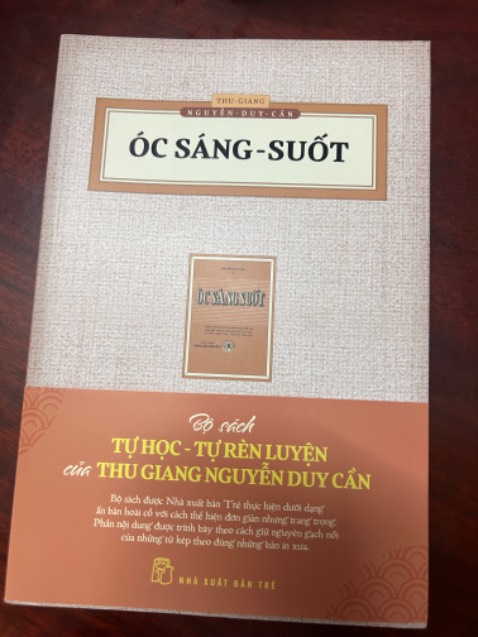 THU-GIANG
NGUYỄN-DUY-CẦN
ÓC SÁNG-SUỐT
ÓC SÁNG SUỐT
Bộ sách
TỰ HỌC - TỰ RÈN LUYỆN
của THU GIANG NGUYỄN DUY CẦN
Bộ sách được Nhà xuất bản Trẻ thực hiện dưới dạng
ấn bản hoài cổ với cách thể hiện đơn giản nhưng trang trọng.
Phần nội dung được trình bày theo cách giữ nguyên gạch nối
của những từ kép theo đúng những bản in xưa.
NHÀ XUẤT BẢN TRẺ